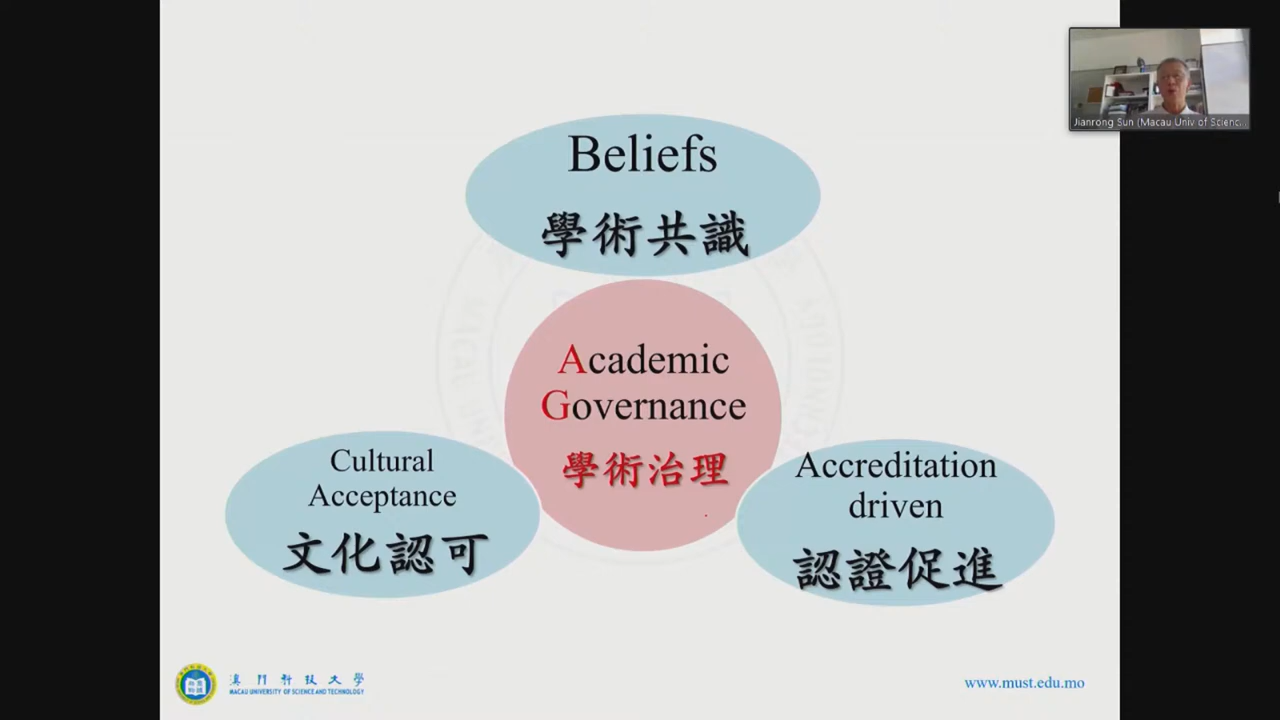 Jianrong Sun (Macau Univ of Scienc...
Beliefs
學術共識
Academic
Governance
學術治理
Cultural
Acceptance
文化認可
Accreditation
driven
認證促進
澳門科技大學
MACAU UNIVERSITY OF SCIENCE AND TECHNOLOGY
www.must.edu.mo